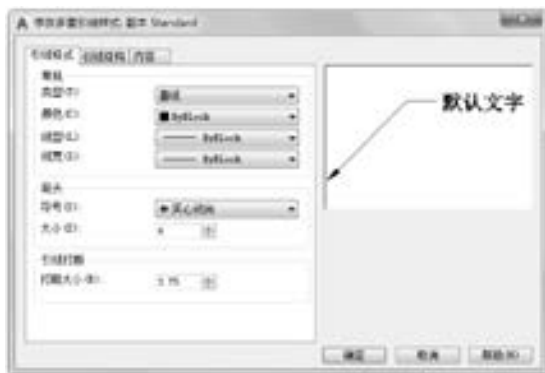 修改多重引线样式: 副本 Standard
引线格式 引线结构 内容
常规
类型(T): 直线
颜色(C): ByBlock
线型(L): ByBlock
线宽(I): ByBlock
箭头
符号(S): 实心闭合
大小(Z): 4
引线打断
打断大小(B): 3.75
默认文字
确定 取消 帮助(H)